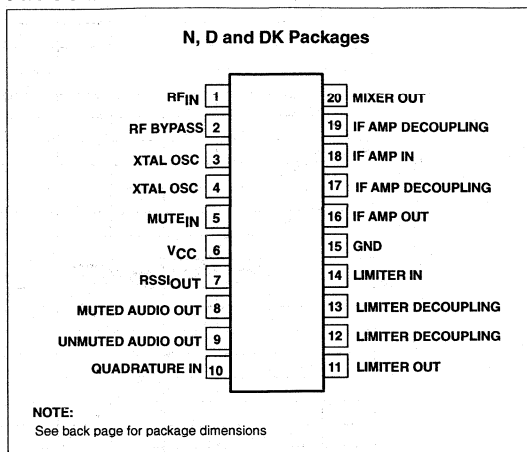 N, D and DK Packages
RFIN 1
RF BYPASS 2
XTAL OSC 3
XTAL OSC 4
MUTEIN 5
VCC 6
RSSIOUT 7
MUTED AUDIO OUT 8
UNMUTED AUDIO OUT 9
QUADRATURE IN 10
20 MIXER OUT
19 IF AMP DECOUPLING
18 IF AMP IN
17 IF AMP DECOUPLING
16 IF AMP OUT
15 GND
14 LIMITER IN
13 LIMITER DECOUPLING
12 LIMITER DECOUPLING
11 LIMITER OUT
NOTE:
See back page for package dimensions